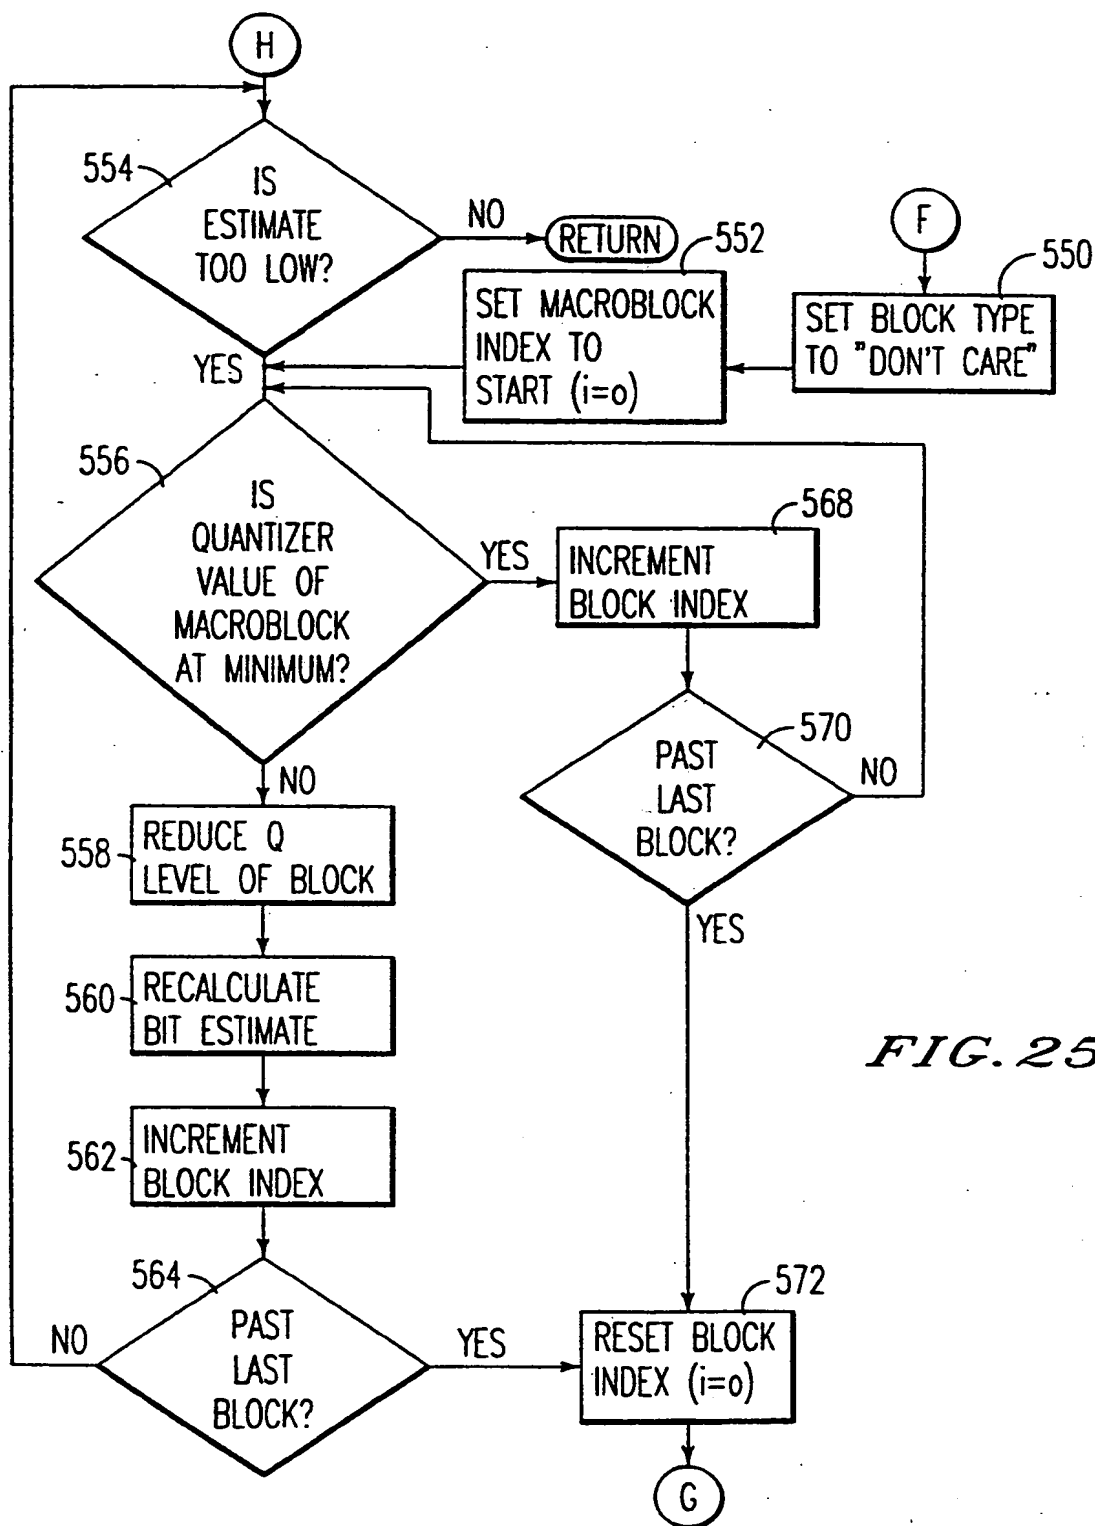 H
554
IS
ESTIMATE
TOO LOW?
NO
RETURN
552
F
550
SET MACROBLOCK
INDEX TO
START (i=o)
SET BLOCK TYPE
TO "DON'T CARE"
YES
556
IS
QUANTIZER
VALUE OF
MACROBLOCK
AT MINIMUM?
YES
568
INCREMENT
BLOCK INDEX
570
PAST
LAST
BLOCK?
NO
YES
NO
558
REDUCE Q
LEVEL OF BLOCK
560
RECALCULATE
BIT ESTIMATE
FIG. 25
562
INCREMENT
BLOCK INDEX
564
PAST
LAST
BLOCK?
NO
YES
572
RESET BLOCK
INDEX (i=o)
G